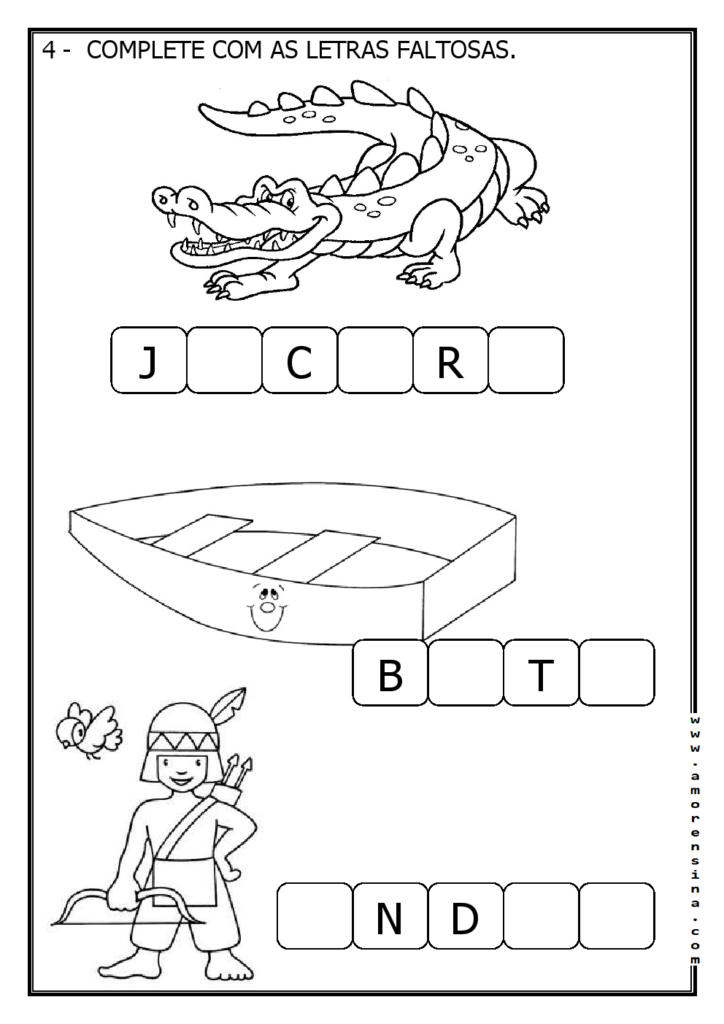 4 - COMPLETE COM AS LETRAS FALTOSAS.
J C R
B T
N D
www.amorensina.com